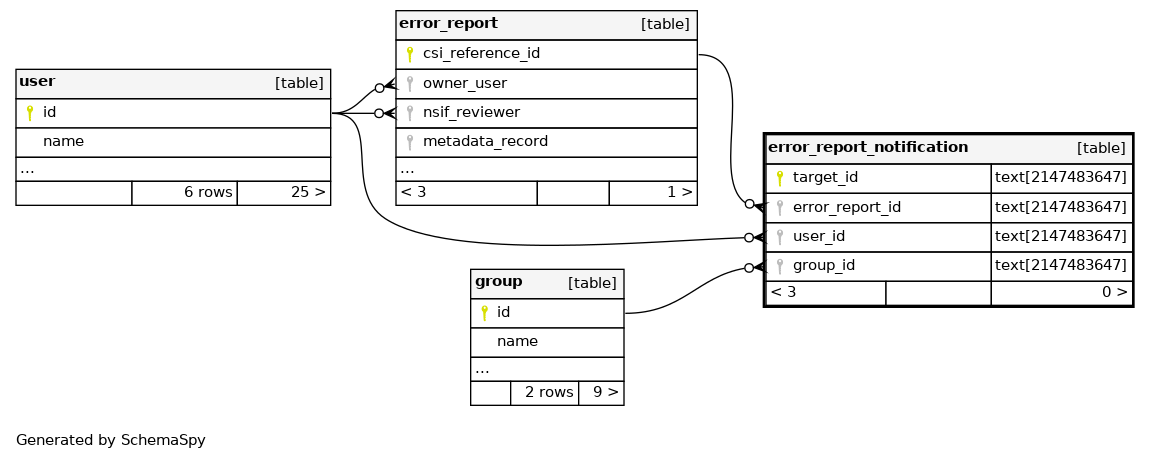 user [table]
id
name
...
6 rows 25 >
error_report [table]
csi_reference_id
owner_user
nsif_reviewer
metadata_record
...
< 3 1 >
error_report_notification [table]
target_id text[2147483647]
error_report_id text[2147483647]
user_id text[2147483647]
group_id text[2147483647]
< 3 0 >
group [table]
id
name
...
2 rows 9 >
Generated by SchemaSpy